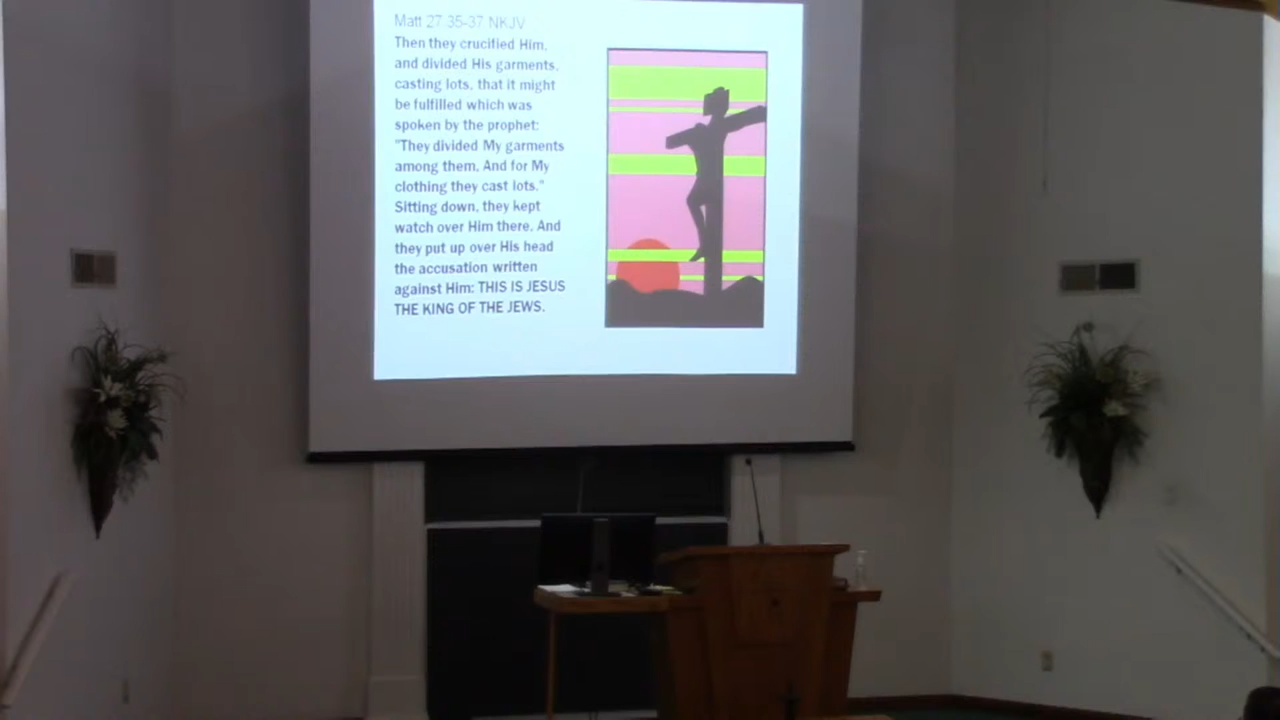 Matt 27:35-37 NKJV
Then they crucified Him,
and divided His garments,
casting lots, that it might
be fulfilled which was
spoken by the prophet:
"They divided My garments
among them, And for My
clothing they cast lots."
Sitting down, they kept
watch over Him there. And
they put up over His head
the accusation written
against Him: THIS IS JESUS
THE KING OF THE JEWS.